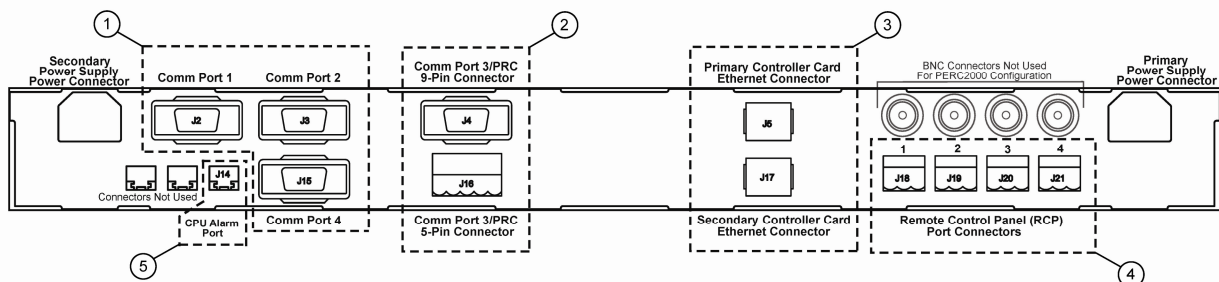 1
2
3
Secondary
Power Supply
Power Connector
Comm Port 1
Comm Port 2
Comm Port 3/PRC
9-Pin Connector
Primary Controller Card
Ethernet Connector
BNC Connectors Not Used
For PERC2000 Configuration
Primary
Power Supply
Power Connector
J2
J3
J4
J5
1
2
3
4
J14
J15
J16
J17
J18
J19
J20
J21
Connectors Not Used
CPU Alarm
Port
Comm Port 4
Comm Port 3/PRC
5-Pin Connector
Secondary Controller Card
Ethernet Connector
Remote Control Panel (RCP)
Port Connectors
5
4